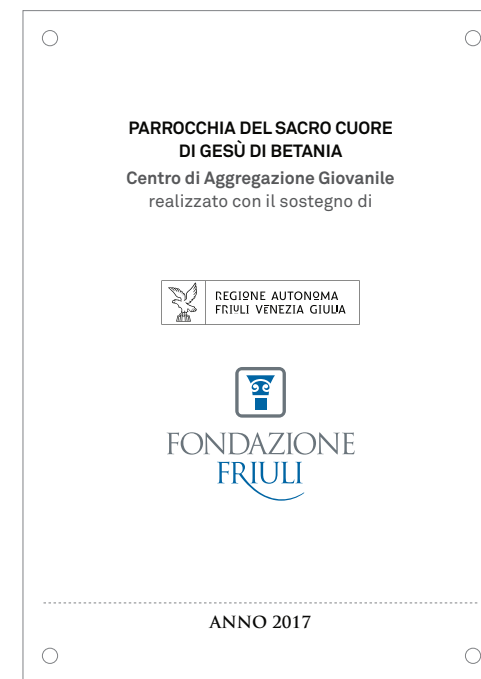 PARROCCHIA DEL SACRO CUORE
DI GESÙ DI BETANIA
Centro di Aggregazione Giovanile
realizzato con il sostegno di
REGIONE AUTONOMA
FRIULI VENEZIA GIULIA
FONDAZIONE
FRIULI
ANNO 2017